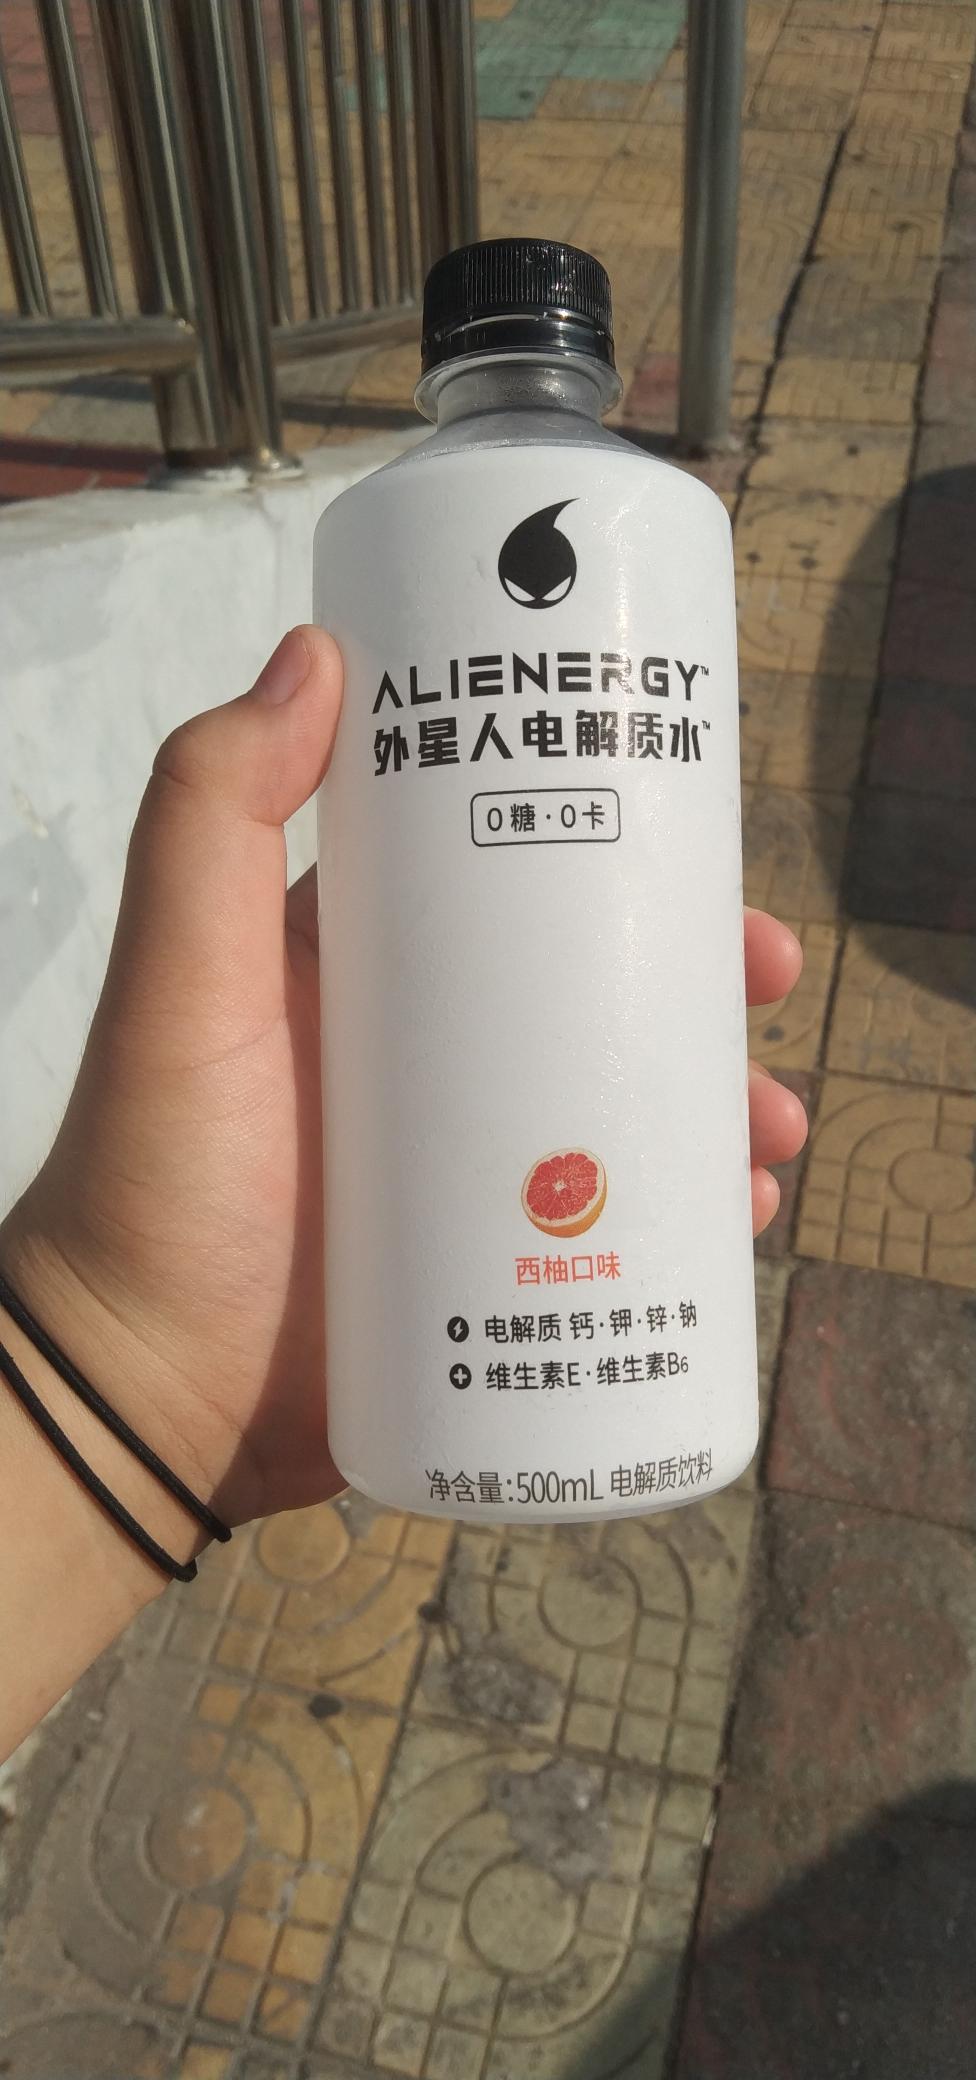 ALIENERGY™
外星人电解质水™
0糖·0卡
西柚口味
电解质 钙·钾·锌·钠
维生素E·维生素B6
净含量:500mL 电解质饮料